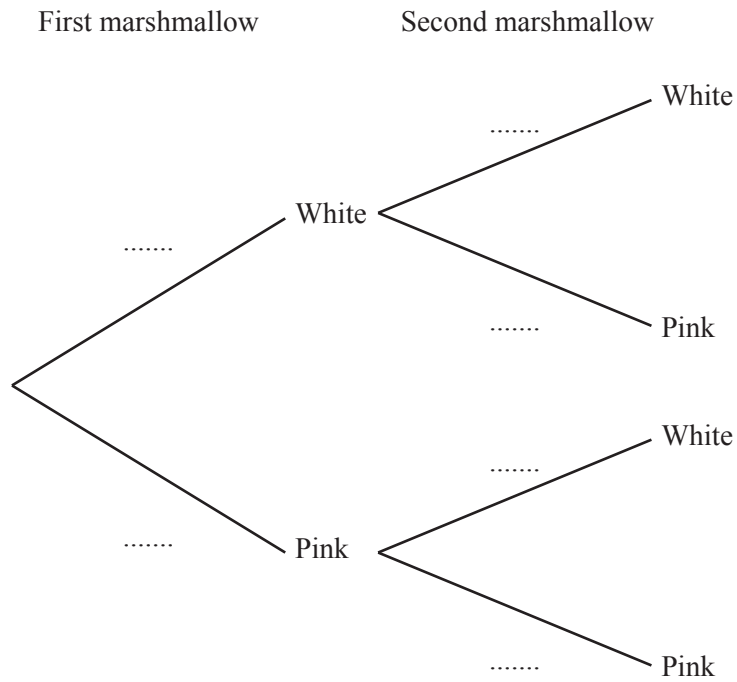 First marshmallow Second marshmallow
White
.......
White
.......
.......
Pink
White
.......
.......
Pink
.......
Pink